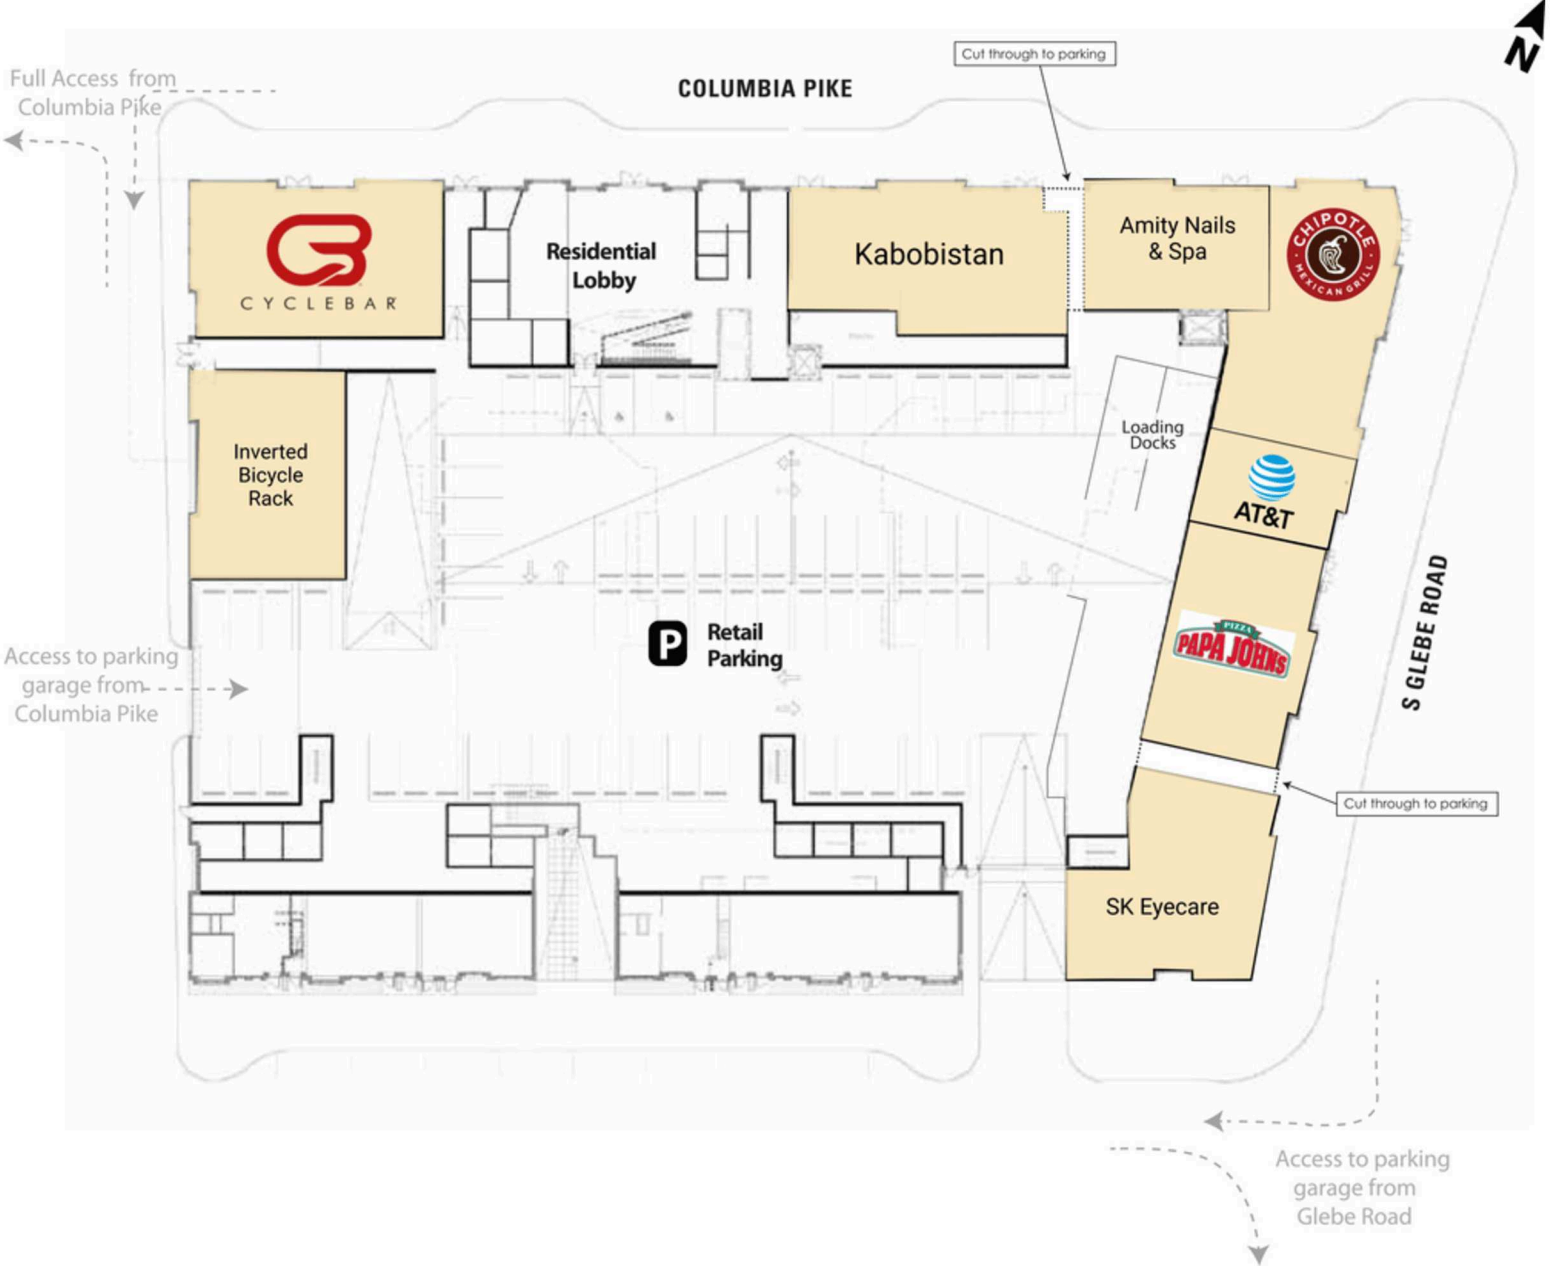 N
Cut through to parking
Full Access from
Columbia Pike
COLUMBIA PIKE
CYCLEBAR
Residential
Lobby
Kabobistan
Amity Nails
& Spa
CHIPOTLE
MEXICAN GRILL
Inverted
Bicycle
Rack
Loading
Docks
AT&T
P
Retail
Parking
PIZZA
PAPA JOHNS
S GLEBE ROAD
Access to parking
garage from
Columbia Pike
Cut through to parking
SK Eyecare
Access to parking
garage from
Glebe Road